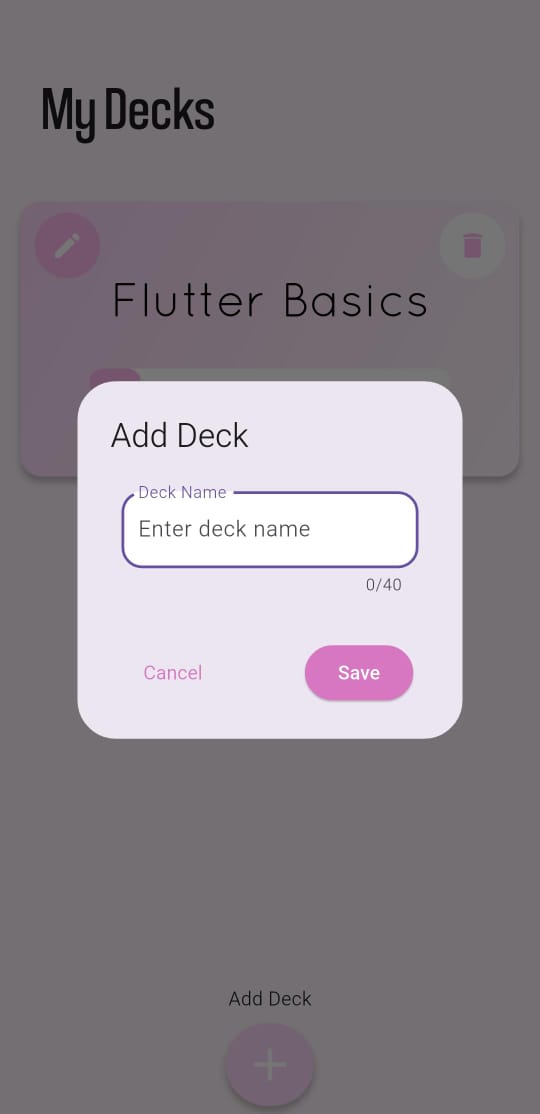 My Decks
Flutter Basics
Add Deck
Deck Name
Enter deck name
0/40
Cancel Save
Add Deck